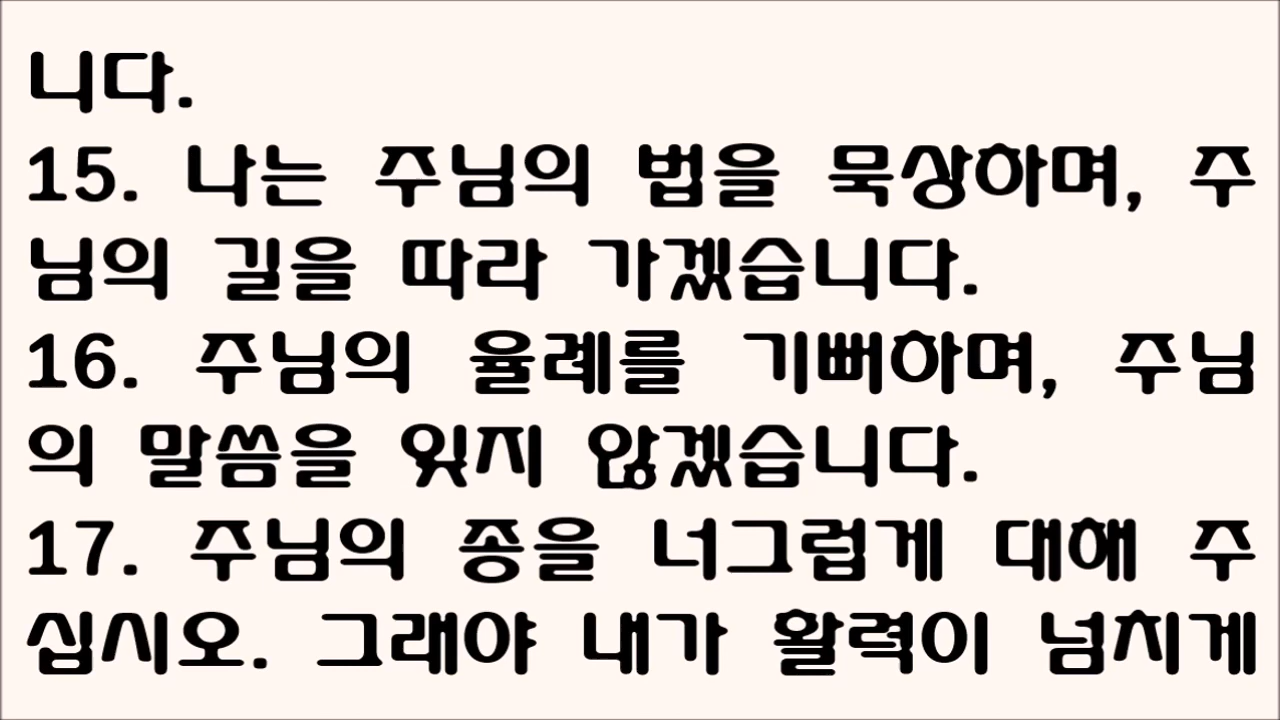 니다.
15. 나는 주님의 법을 묵상하며, 주
님의 길을 따라 가겠습니다.
16. 주님의 율례를 기뻐하며, 주님
의 말씀을 잊지 않겠습니다.
17. 주님의 종을 너그럽게 대해 주
십시오. 그래야 내가 활력이 넘치게